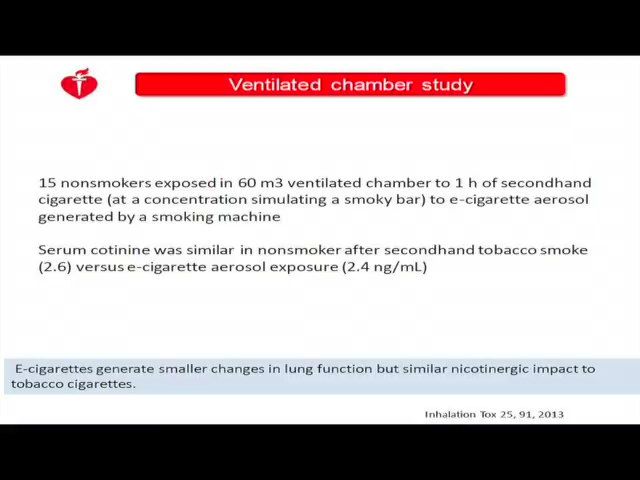 Ventilated chamber study
15 nonsmokers exposed in 60 m3 ventilated chamber to 1 h of secondhand
cigarette (at a concentration simulating a smoky bar) to e-cigarette aerosol
generated by a smoking machine
Serum cotinine was similar in nonsmoker after secondhand tobacco smoke
(2.6) versus e-cigarette aerosol exposure (2.4 ng/mL)
E-cigarettes generate smaller changes in lung function but similar nicotinergic impact to
tobacco cigarettes.
Inhalation Tox 25, 91, 2013